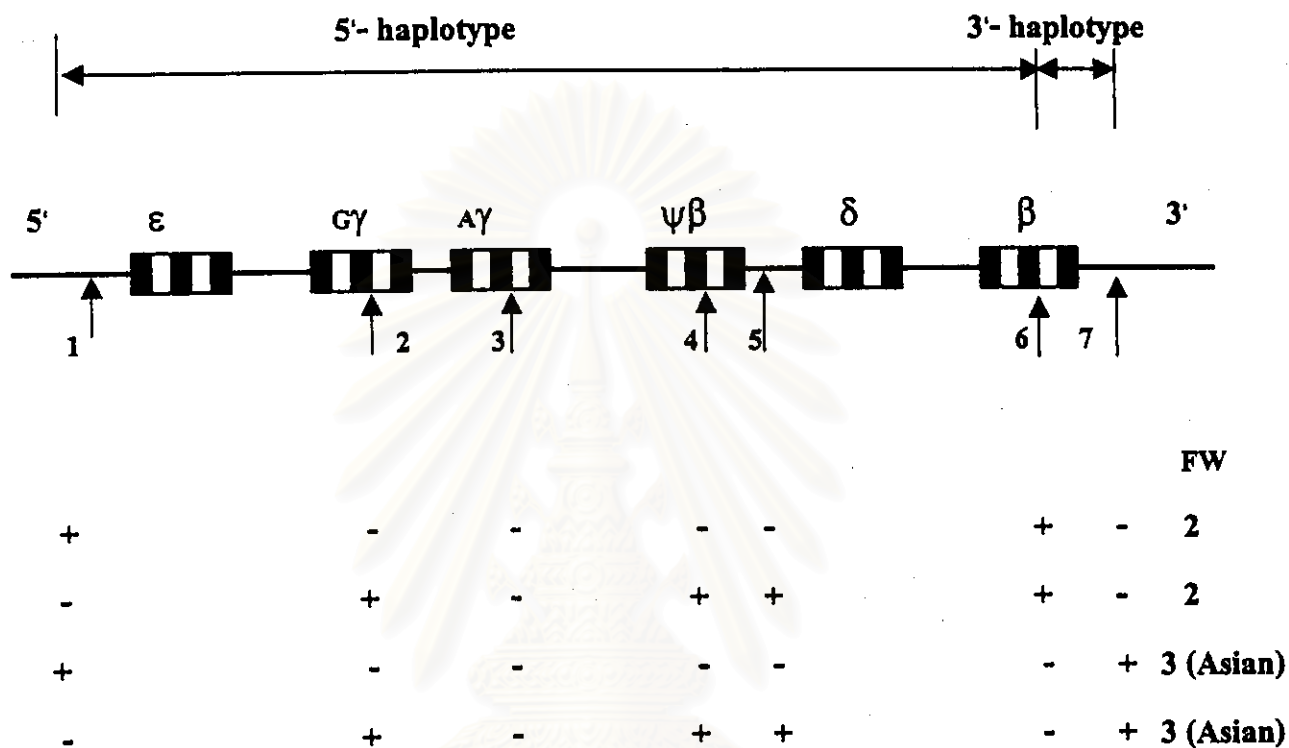 5'- haplotype 3'- haplotype
5' ε Gγ Aγ ψβ δ β 3'
1 2 3 4 5 6 7
FW
+ - - - - + - 2
- + - + + + - 2
+ - - - - - + 3 (Asian)
- + - + + - + 3 (Asian)